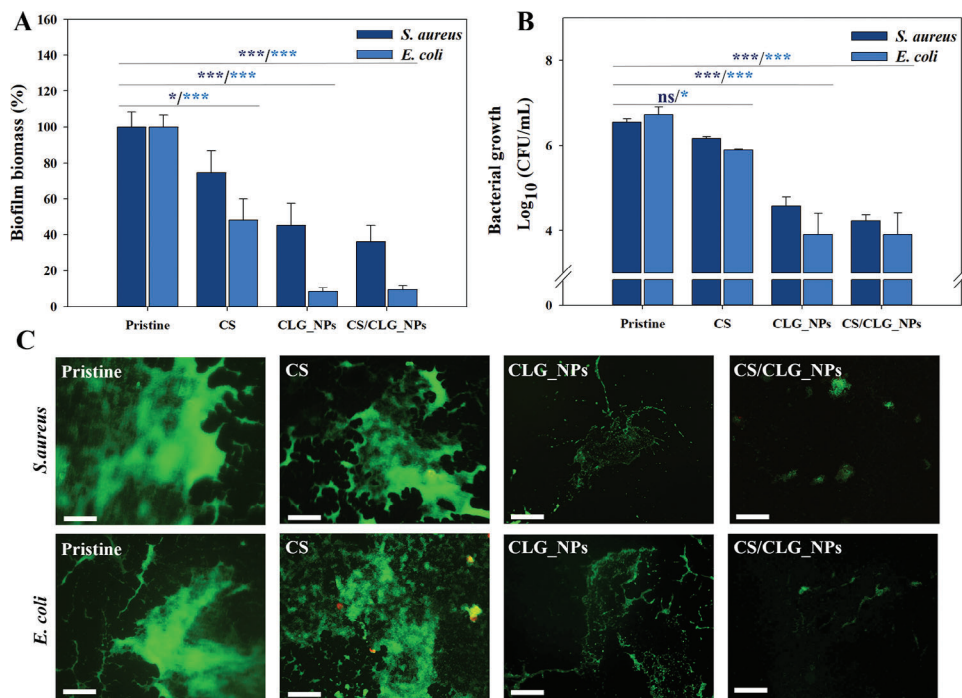 A
Biofilm biomass (%)
160
140
120
100
80
60
40
20
0
S. aureus
E. coli
***/***
***/***
*/***
Pristine CS CLG_NPs CS/CLG_NPs
B
Bacterial growth
Log10 (CFU/mL)
8
6
4
0
S. aureus
E. coli
***/***
***/***
ns/*
Pristine CS CLG_NPs CS/CLG_NPs
C
S.aureus
Pristine CS CLG_NPs CS/CLG_NPs
E. coli
Pristine CS CLG_NPs CS/CLG_NPs